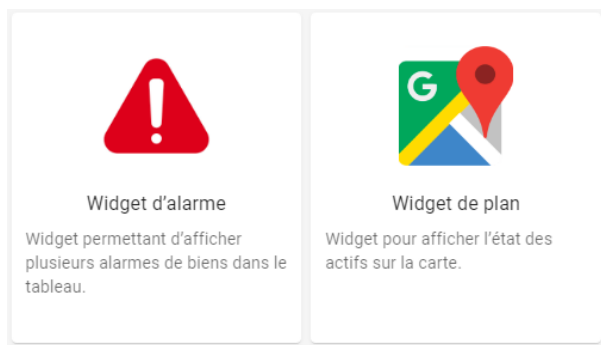 G
Widget d’alarme
Widget permettant d’afficher
plusieurs alarmes de biens dans le
tableau.
Widget de plan
Widget pour afficher l’état des
actifs sur la carte.